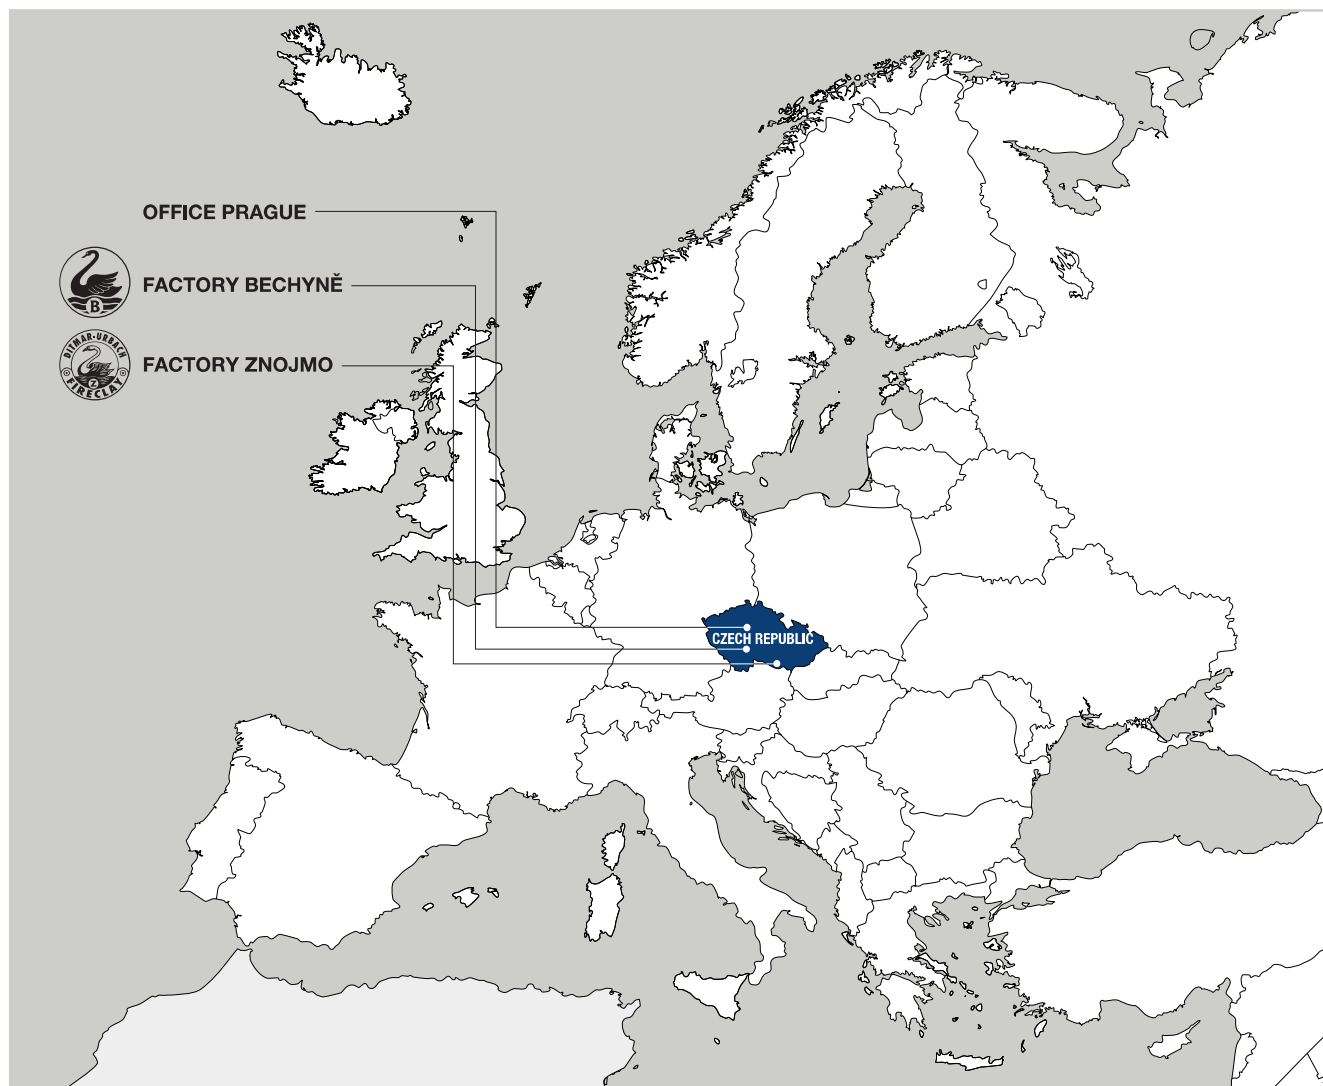 OFFICE PRAGUE
B
FACTORY BECHYNĚ
DITMAR·URBACH
Z
FIRECLAY
FACTORY ZNOJMO
CZECH REPUBLIC